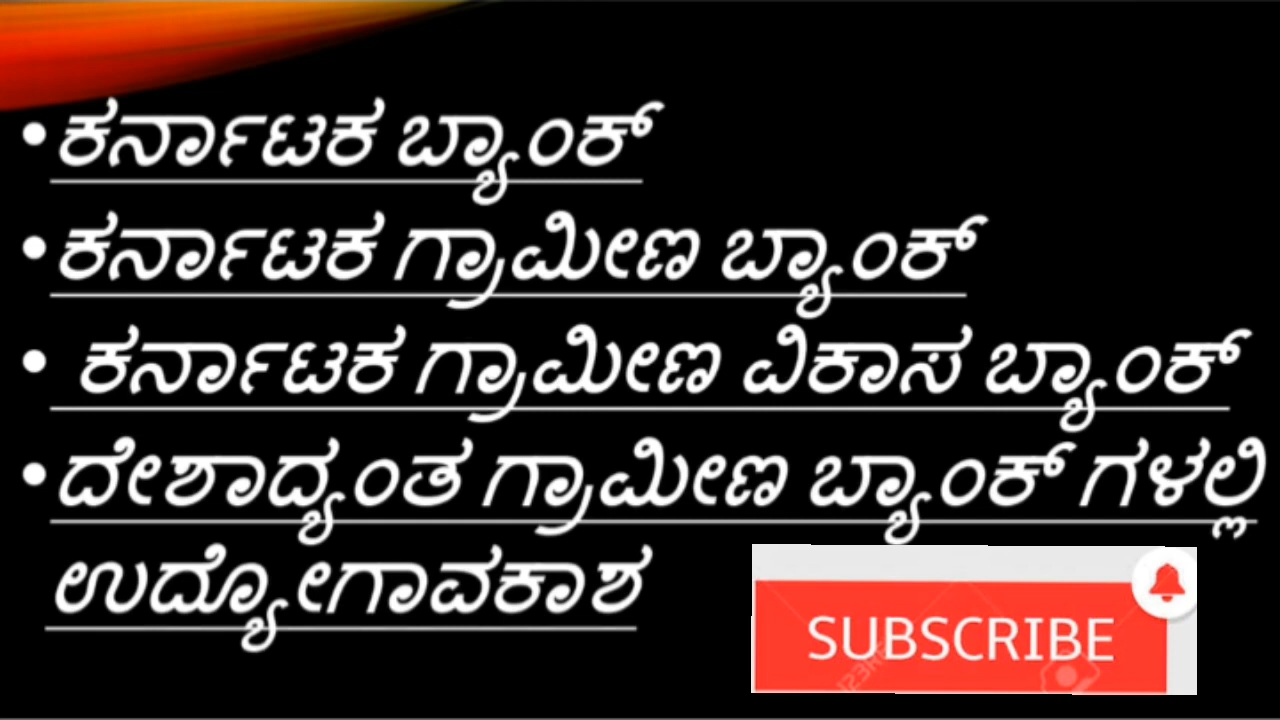 •ಕರ್ನಾಟಕ ಬ್ಯಾಂಕ್
•ಕರ್ನಾಟಕ ಗ್ರಾಮೀಣ ಬ್ಯಾಂಕ್
• ಕರ್ನಾಟಕ ಗ್ರಾಮೀಣ ವಿಕಾಸ ಬ್ಯಾಂಕ್
•ದೇಶಾದ್ಯಂತ ಗ್ರಾಮೀಣ ಬ್ಯಾಂಕ್ ಗಳಲ್ಲಿ
ಉದ್ಯೋಗಾವಕಾಶ
SUBSCRIBE